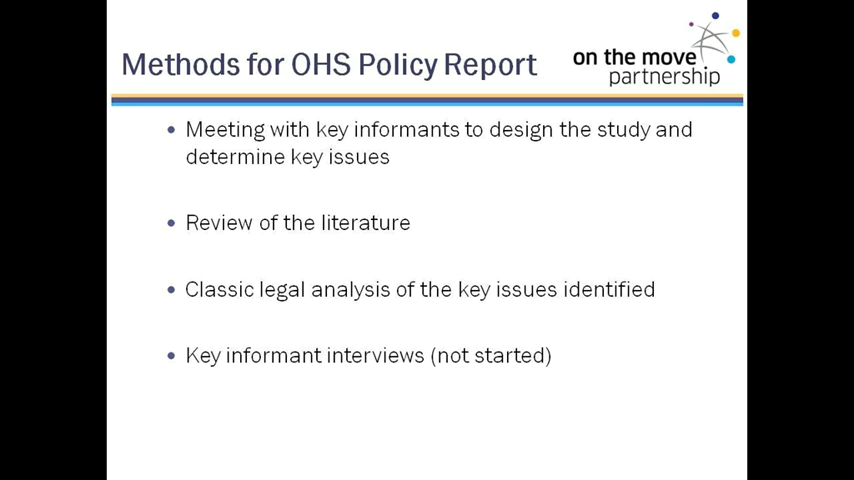 Methods for OHS Policy Report
on the move
partnership
• Meeting with key informants to design the study and
determine key issues
• Review of the literature
• Classic legal analysis of the key issues identified
• Key informant interviews (not started)